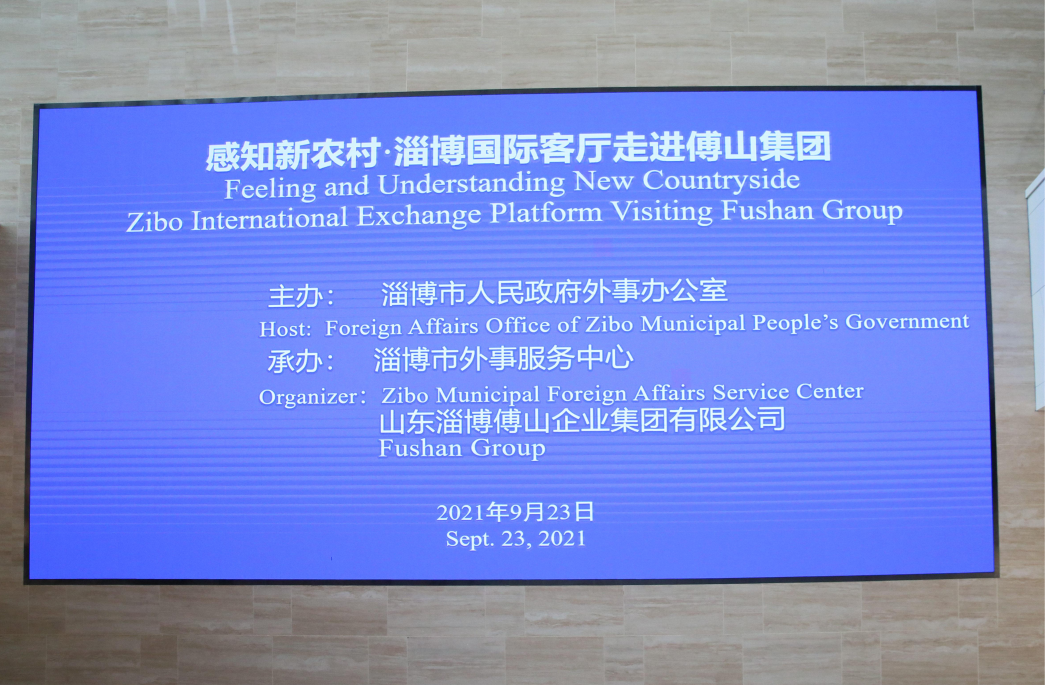 感知新农村·淄博国际客厅走进傅山集团
Feeling and Understanding New Countryside
Zibo International Exchange Platform Visiting Fushan Group
主办： 淄博市人民政府外事办公室
Host: Foreign Affairs Office of Zibo Municipal People's Government
承办： 淄博市外事服务中心
Organizer：Zibo Municipal Foreign Affairs Service Center
山东淄博傅山企业集团有限公司
Fushan Group
2021年9月23日
Sept. 23, 2021